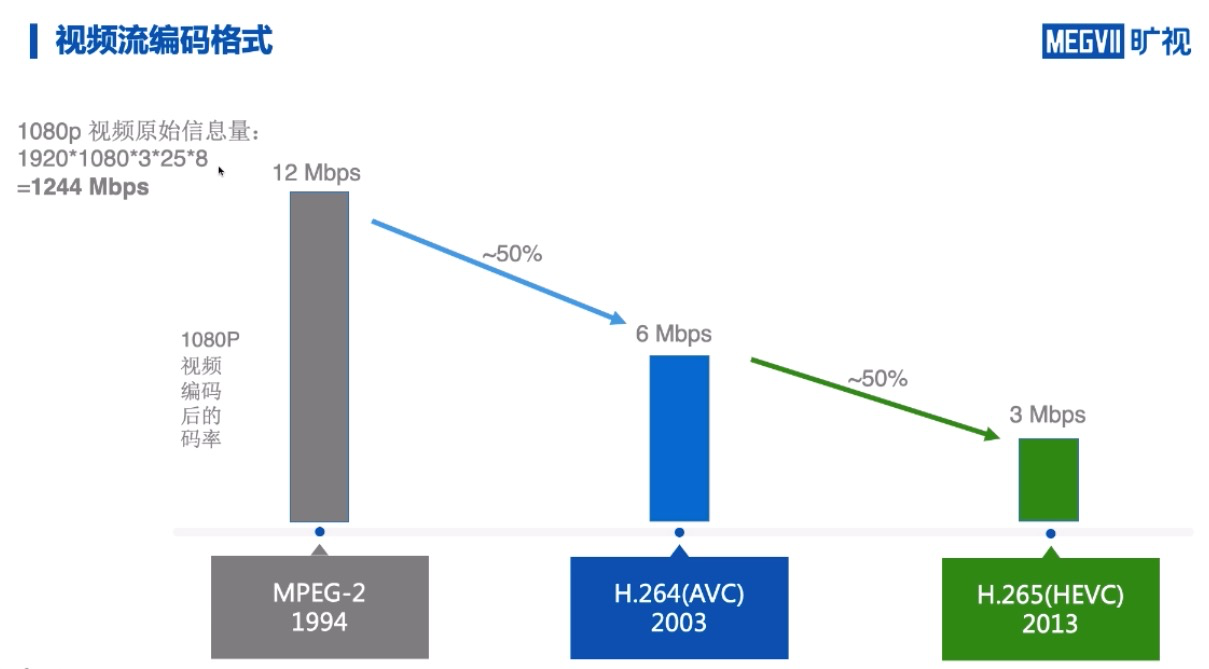 视频流编码格式
MEGVII 旷视
1080p 视频原始信息量：
1920*1080*3*25*8
=1244 Mbps
12 Mbps
~50%
6 Mbps
~50%
3 Mbps
1080P
视频
编码
后的
码率
MPEG-2
1994
H.264(AVC)
2003
H.265(HEVC)
2013